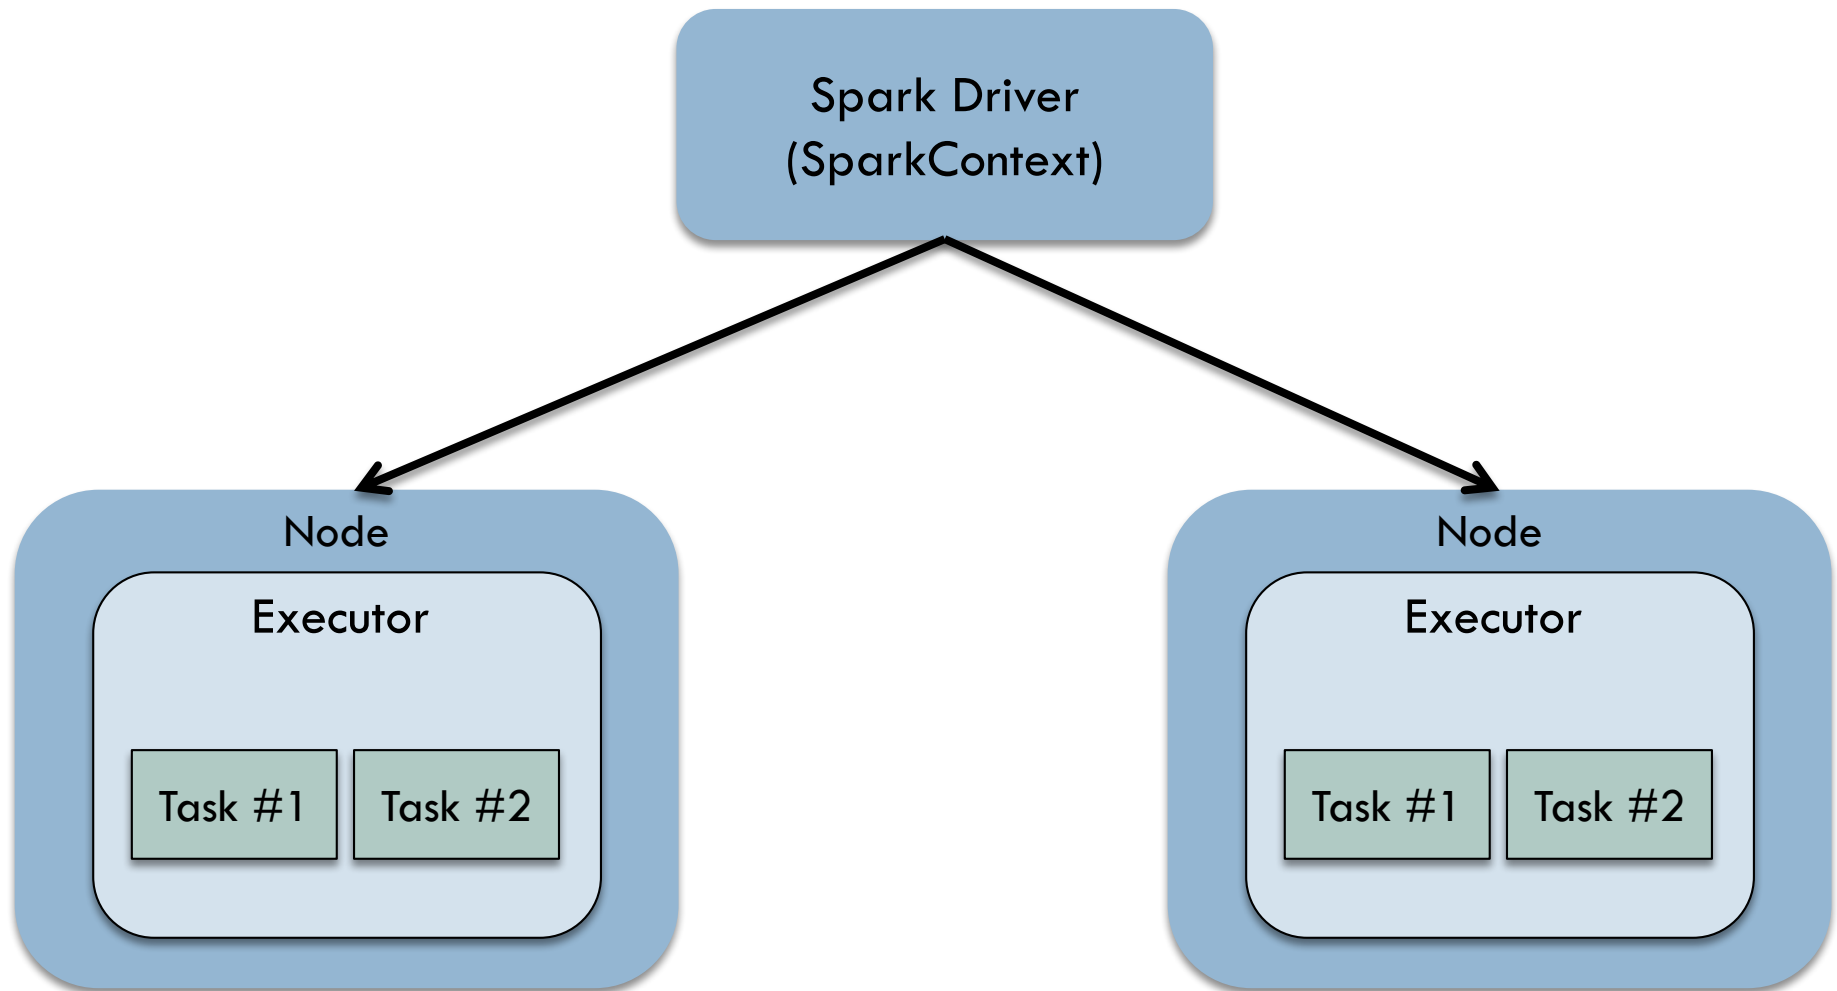 Spark Driver
(SparkContext)
Node
Executor
Task #1
Task #2
Node
Executor
Task #1
Task #2